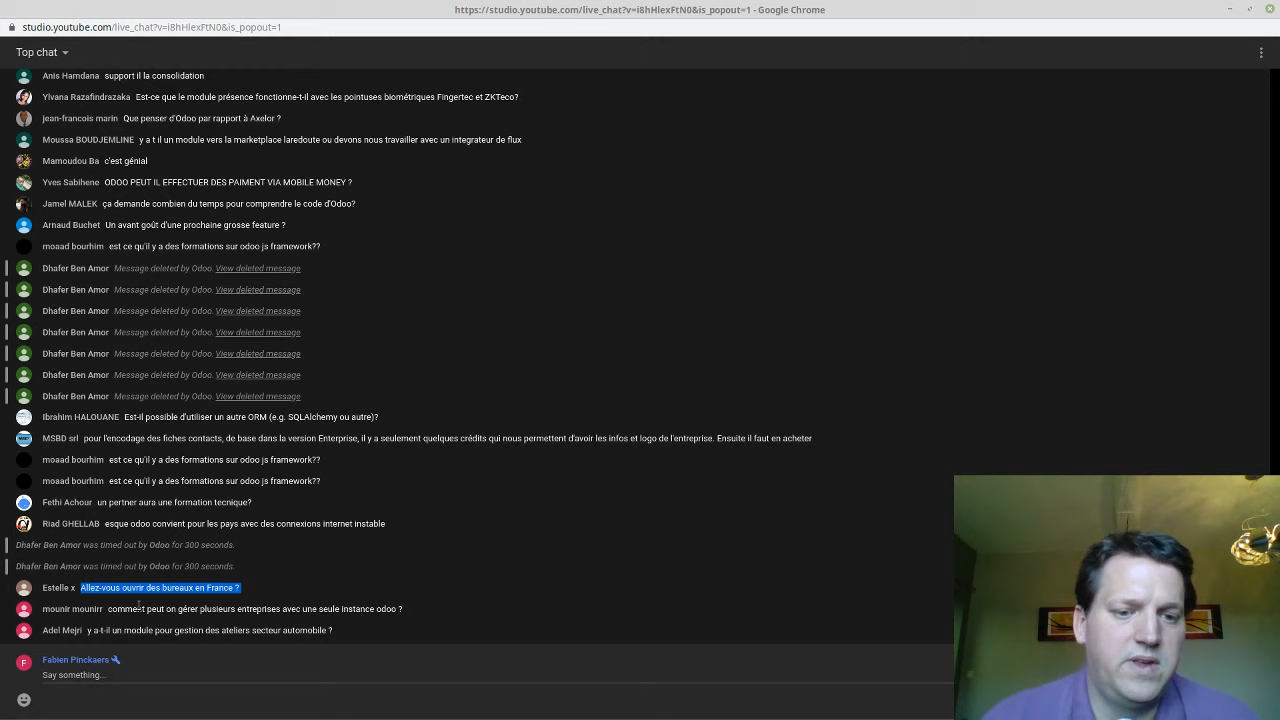 https://studio.youtube.com/live_chat?v=i8hHlexFtN0&is_popout=1 - Google Chrome
studio.youtube.com/live_chat?v=i8hHlexFtN0&is_popout=1
Top chat
Anis Hamdana support il la consolidation
Ylvana Razafindrazaka Est-ce que le module présence fonctionne-t-il avec les pointuses biométriques Fingertec et ZKTeco?
jean-francois marin Que penser d'Odoo par rapport à Axelor ?
Moussa BOUDJEMLINE y a t il un module vers la marketplace laredoute ou devons nous travailler avec un integrateur de flux
Mamoudou Ba c'est génial
Yves Sabihene ODOO PEUT IL EFFECTUER DES PAIMENT VIA MOBILE MONEY ?
Jamel MALEK ça demande combien du temps pour comprendre le code d'Odoo?
Arnaud Buchet Un avant goût d'une prochaine grosse feature ?
moaad bourhim est ce qu'il y a des formations sur odoo js framework??
Dhafer Ben Amor Message deleted by Odoo. View deleted message
Dhafer Ben Amor Message deleted by Odoo. View deleted message
Dhafer Ben Amor Message deleted by Odoo. View deleted message
Dhafer Ben Amor Message deleted by Odoo. View deleted message
Dhafer Ben Amor Message deleted by Odoo. View deleted message
Dhafer Ben Amor Message deleted by Odoo. View deleted message
Dhafer Ben Amor Message deleted by Odoo. View deleted message
Ibrahim HALOUANE Est-il possible d'utiliser un autre ORM (e.g. SQLAlchemy ou autre)?
MSBD srl pour l'encodage des fiches contacts, de base dans la version Enterprise, il y a seulement quelques crédits qui nous permettent d'avoir les infos et logo de l'etreprise. Ensuite il faut en acheter
moaad bourhim est ce qu'il y a des formations sur odoo js framework??
moaad bourhim est ce qu'il y a des formations sur odoo js framework??
Fethi Achour un pertner aura une formation tecnique?
Riad GHELLAB esque odoo convient pour les pays avec des connexions internet instable
Dhafer Ben Amor was timed out by Odoo for 300 seconds.
Dhafer Ben Amor was timed out by Odoo for 300 seconds.
Estelle x Allez-vous ouvrir des bureaux en France ?
mounir mounirr comment peut on gérer plusieurs entreprises avec une seule instance odoo ?
Adel Mejri y a-t-il un module pour gestion des ateliers secteur automobile ?
F Fabien Pinckaers
Say something...